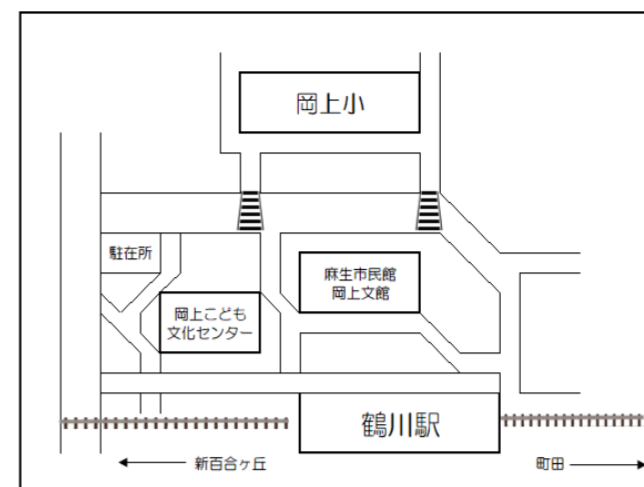 岡上小
駐在所
麻生市民館
岡上文館
岡上こども
文化センター
鶴川駅
新百合ヶ丘
町田